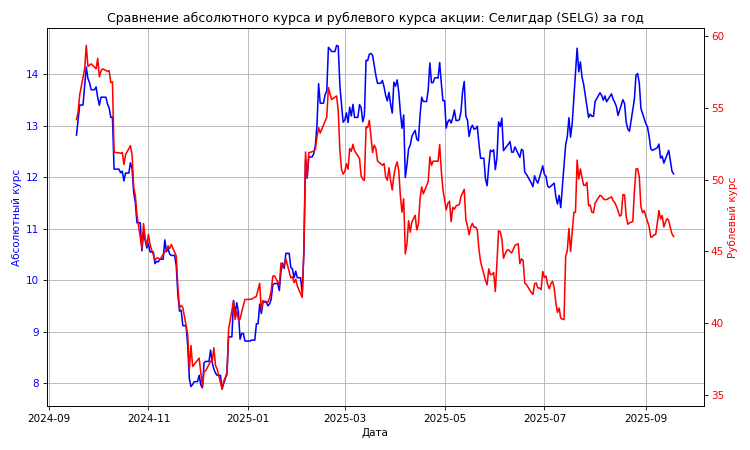 Сравнение абсолютного курса и рублевого курса акции: Селигдар (SELG) за год
Абсолютный курс
14
13
12
11
10
9
8
60
55
50
45
40
35
Рублевый курс
2024-09 2024-11 2025-01 2025-03 2025-05 2025-07 2025-09
Дата